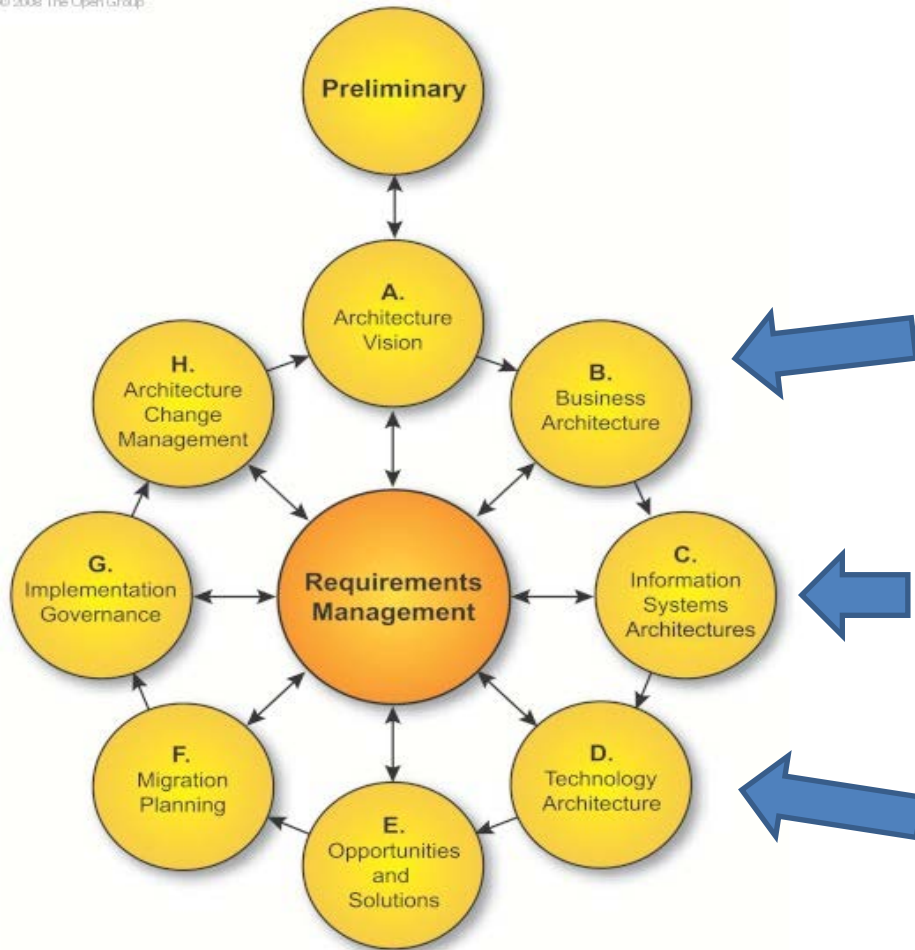 © 2008 The Open Group
Preliminary
A.
Architecture
Vision
B.
Business
Architecture
C.
Information
Systems
Architectures
D.
Technology
Architecture
E.
Opportunities
and
Solutions
F.
Migration
Planning
G.
Implementation
Governance
H.
Architecture
Change
Management
Requirements
Management